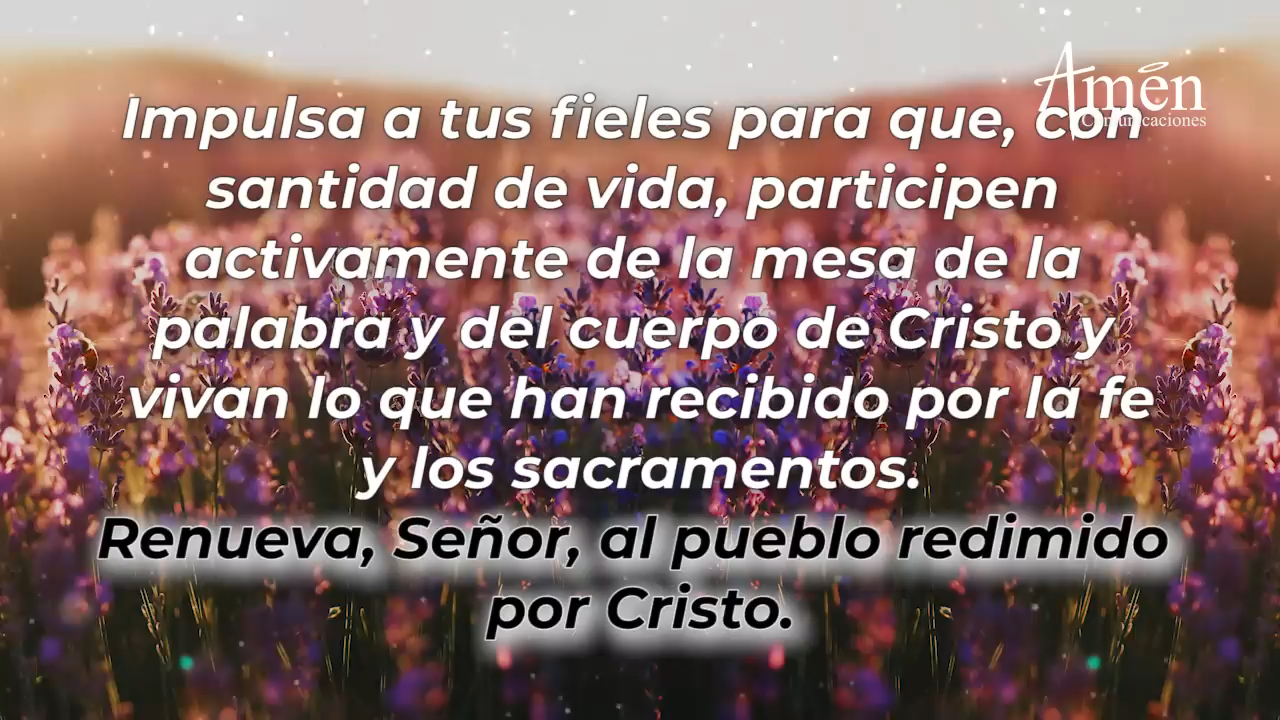 Amén
Comunicaciones
Impulsa a tus fieles para que, con
santidad de vida, participen
activamente de la mesa de la
palabra y del cuerpo de Cristo y
vivan lo que han recibido por la fe
y los sacramentos.
Renueva, Señor, al pueblo redimido
por Cristo.